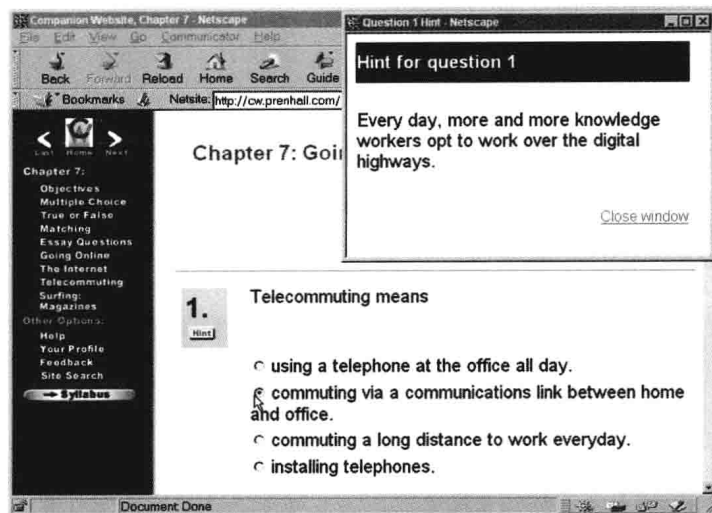 Companion Website, Chapter 7 - Netscape
File Edit View Go Communicator Help
Back Forward Reload Home Search Guide
Bookmarks Netsite: http://cw.prenhall.com/
Question 1 Hint - Netscape
Hint for question 1
Every day, more and more knowledge
workers opt to work over the digital
highways.
Close window
Last Home Next
Chapter 7:
Objectives
Multiple Choice
True or False
Matching
Essay Questions
Going Online
The Internet
Telecommuting
Surfing:
Magazines
Other Options:
Help
Your Profile
Feedback
Site Search
Syllabus
Chapter 7: Goi
1.
Hint
Telecommuting means
using a telephone at the office all day.
commuting via a communications link between home
and office.
commuting a long distance to work everyday.
installing telephones.
Document: Done